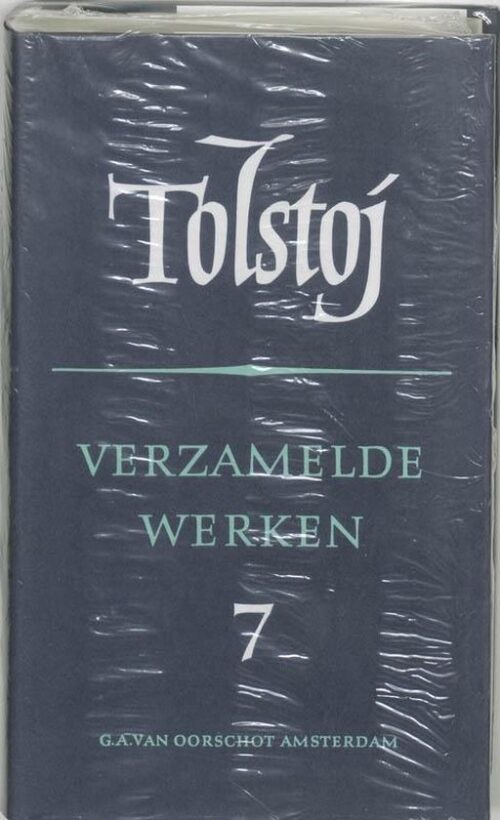 Tolstoj
VERZAMELDE
WERKEN
7
G.A.VAN OORSCHOT AMSTERDAM